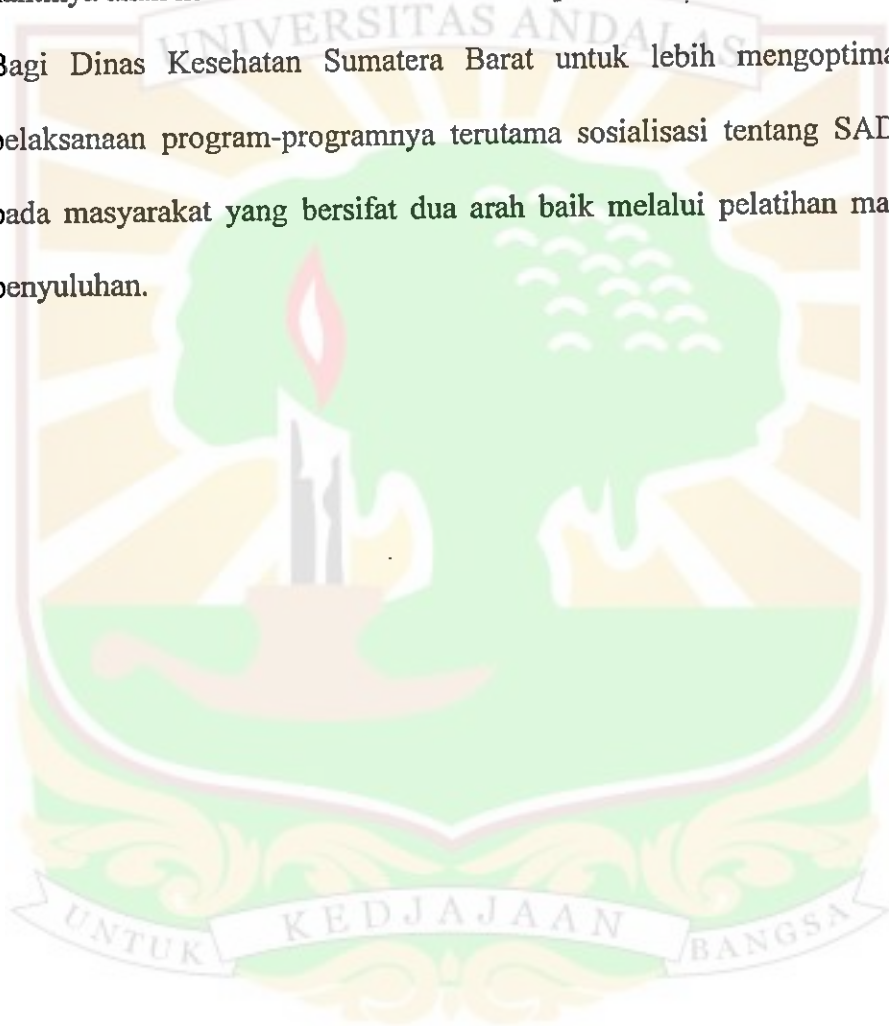 UNIVERSITAS ANDALAS
Bagi Dinas Kesehatan Sumatera Barat untuk lebih mengoptima
pelaksanaan program-programnya terutama sosialisasi tentang SAD
pada masyarakat yang bersifat dua arah baik melalui pelatihan ma
penyuluhan.
UNTUK KEDJAJAAN BANGSA